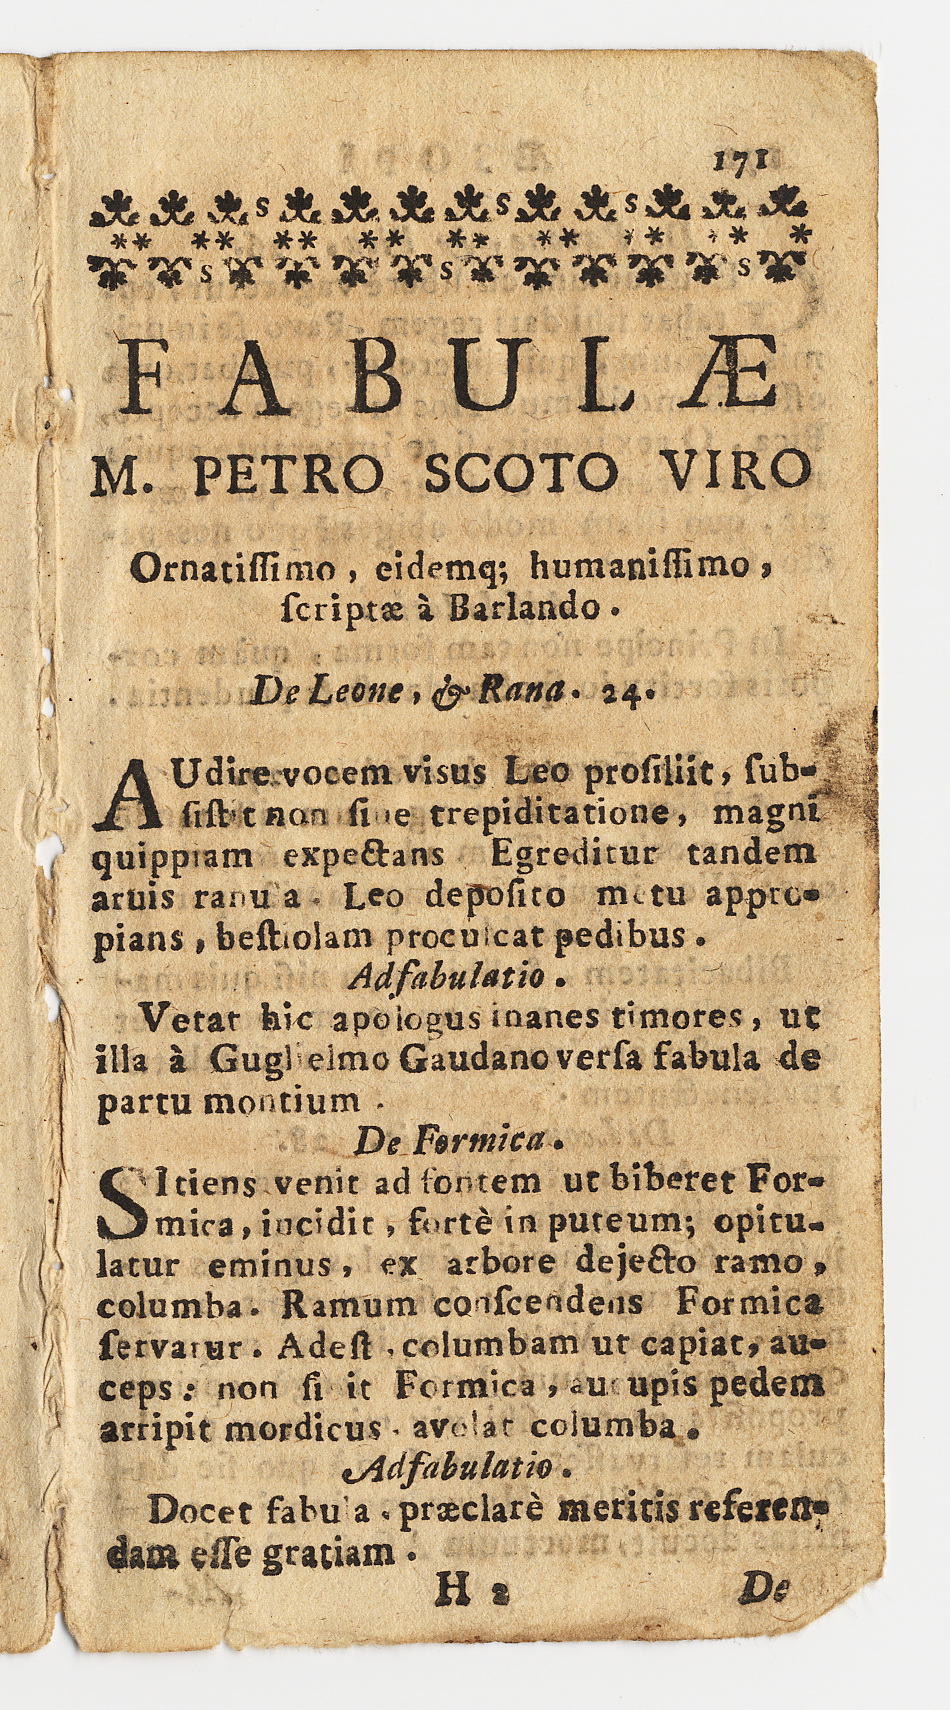 171
FABULÆ
M. PETRO SCOTO VIRO
Ornatiſſimo, eidemq; humaniſſimo,
ſcriptæ à Barlando.
De Leone, & Rana. 24.
AUdire vocem visus Leo proſiliit, ſub-
ſiſtit non ſine trepiditatione, magni
quippiam expectans Egreditur tandem
aruis ranula. Leo depoſito metu appro-
pians, beſtiolam proculcat pedibus.
Adfabulatio.
Vetat hic apologus inanes timores, ut
illa à Guglielmo Gaudano verſa fabula de
partu montium.
De Formica.
SItiens venit ad fontem ut biberet For-
mica, incidit, fortè in puteum; opitu-
latur eminus, ex arbore dejecto ramo,
columba. Ramum conſcendens Formica
ſervatur. Adeſt, columbam ut capiat, au-
ceps: non ſi it Formica, aucupis pedem
arripit mordicus. avolat columba.
Adfabulatio.
Docet fabula, præclarè meritis referen-
dam eſſe gratiam.
H 2 De